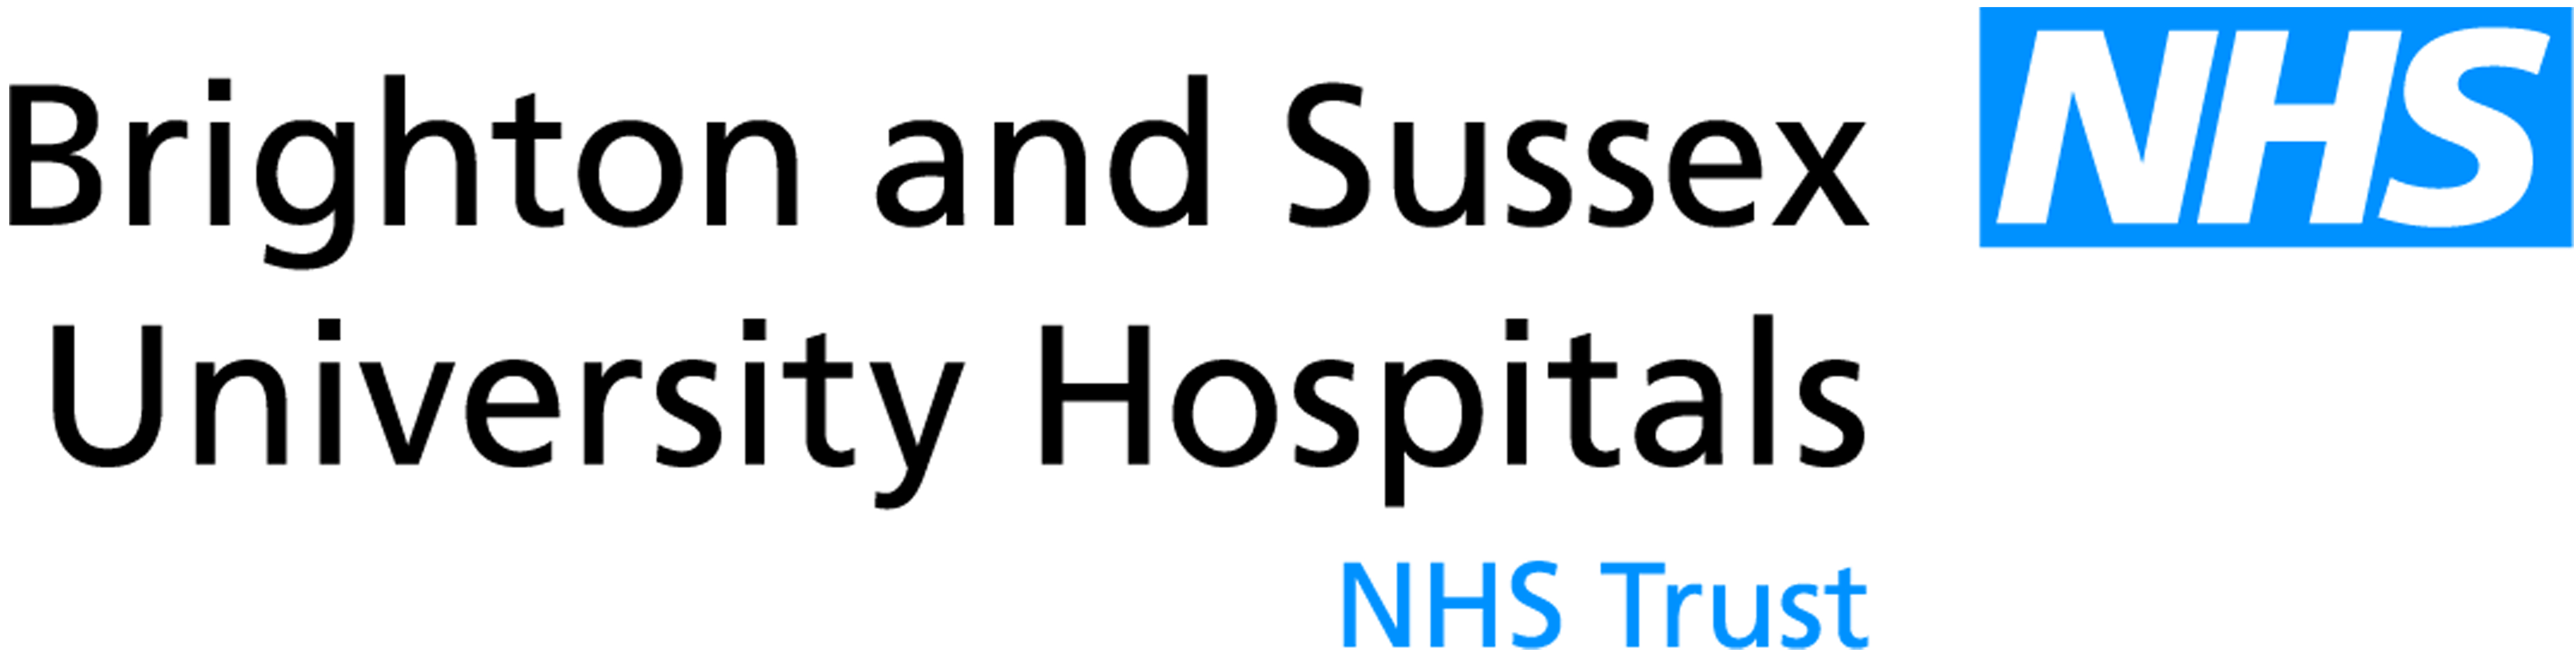 Brighton and Sussex NHS
University Hospitals
NHS Trust